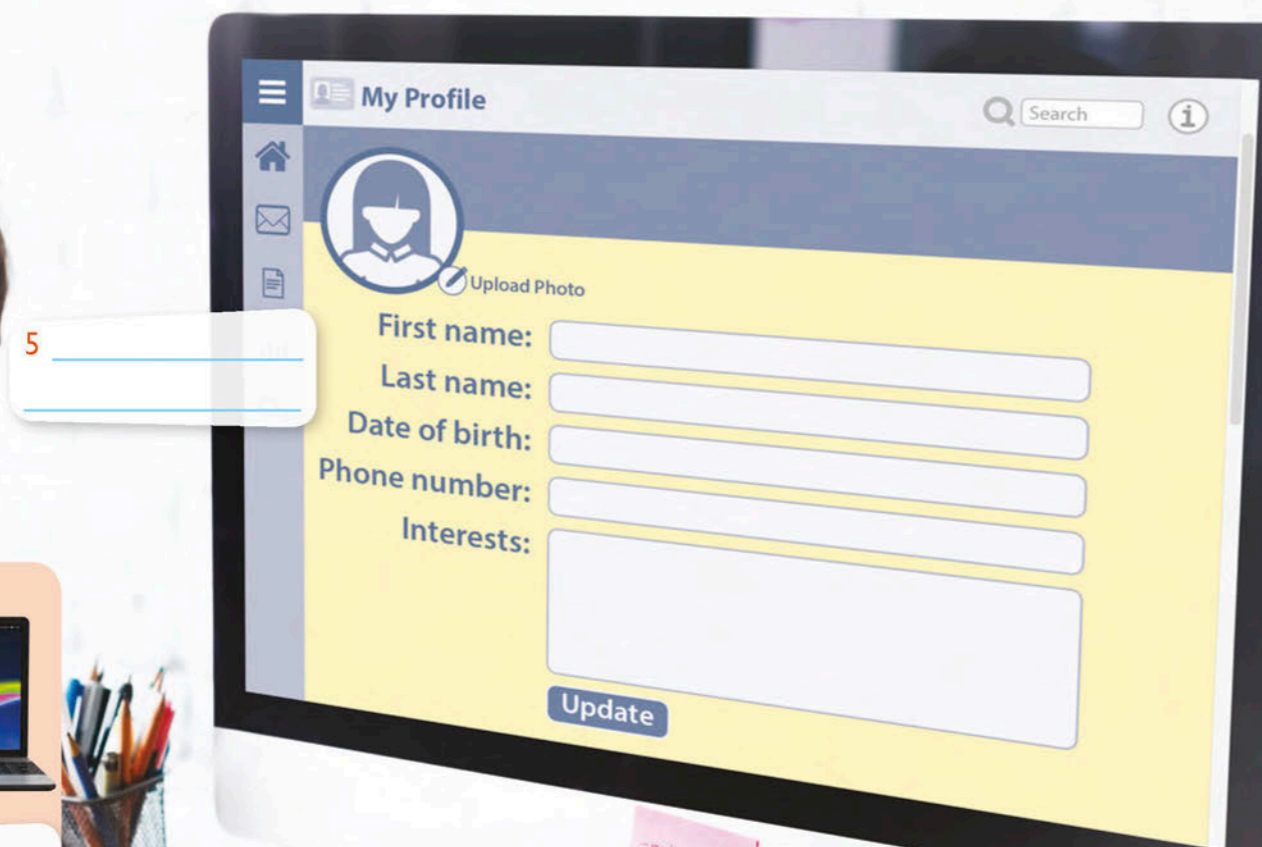 My Profile
Search
i
Upload Photo
First name:
Last name:
Date of birth:
Phone number:
Interests:
5
Update